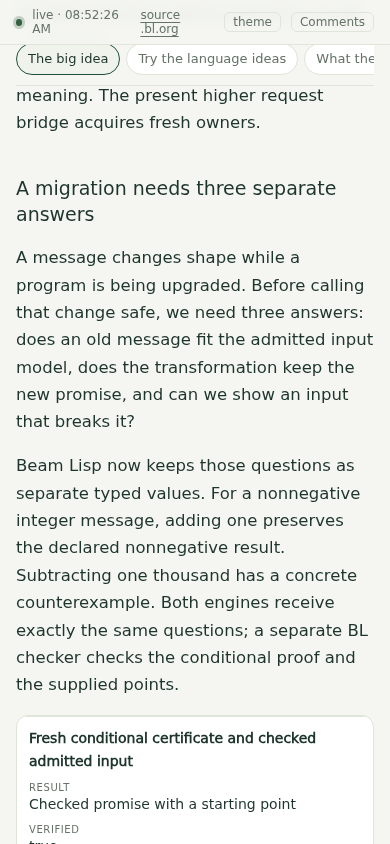 live · 08:52:26 AM
source .bl.org
theme
Comments
The big idea
Try the language ideas
What the
meaning. The present higher request
bridge acquires fresh owners.
A migration needs three separate
answers
A message changes shape while a
program is being upgraded. Before calling
that change safe, we need three answers:
does an old message fit the admitted input
model, does the transformation keep the
new promise, and can we show an input
that breaks it?
Beam Lisp now keeps those questions as
separate typed values. For a nonnegative
integer message, adding one preserves
the declared nonnegative result.
Subtracting one thousand has a concrete
counterexample. Both engines receive
exactly the same questions; a separate BL
checker checks the conditional proof and
the supplied points.
Fresh conditional certificate and checked
admitted input
RESULT
Checked promise with a starting point
VERIFIED